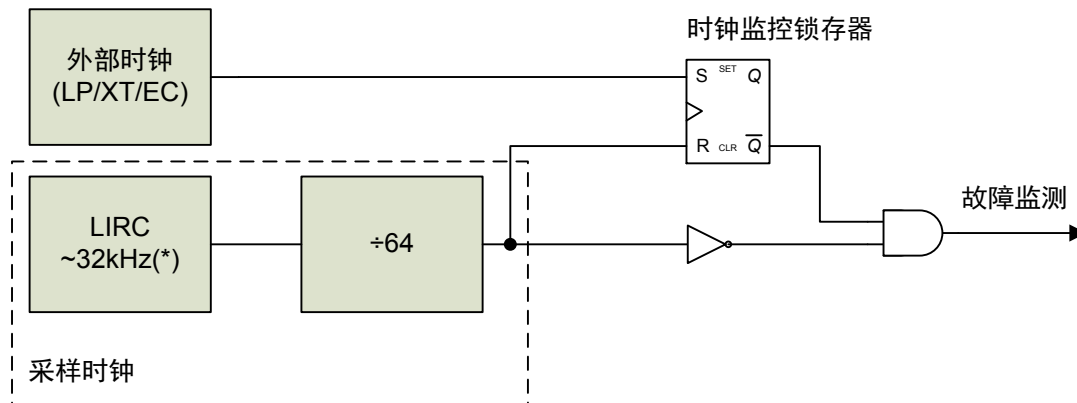 时钟监控锁存器
外部时钟
(LP/XT/EC)
S SET Q
R CLR Q̅
LIRC
~32kHz(*)
÷64
故障监测
采样时钟